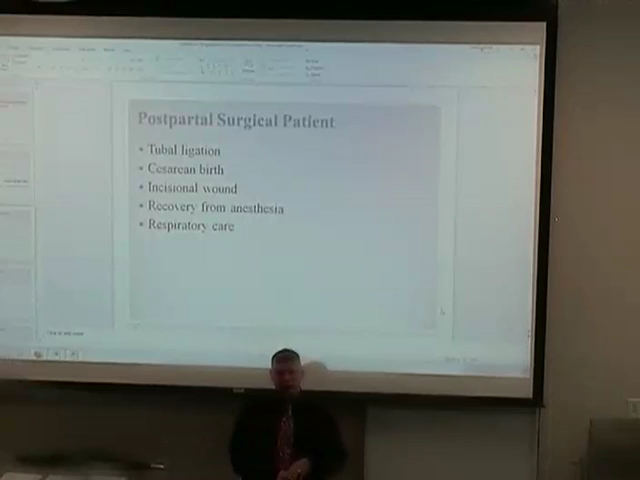 Postpartal Surgical Patient
• Tubal ligation
• Cesarean birth
• Incisional wound
• Recovery from anesthesia
• Respiratory care